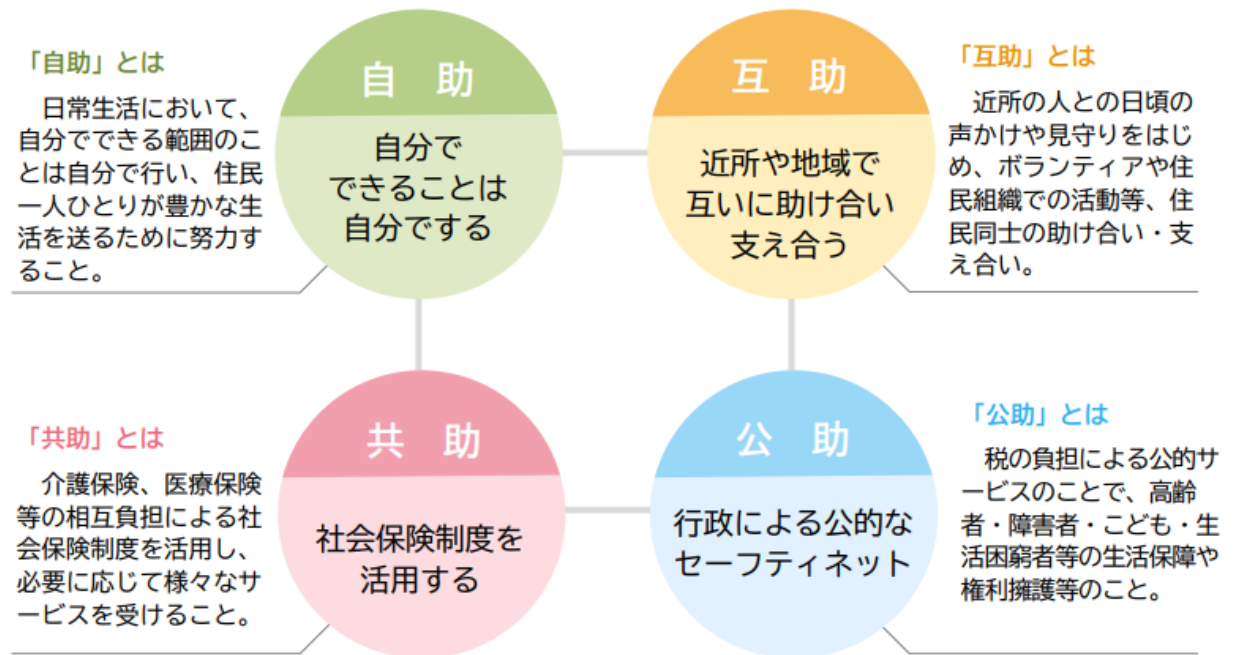 「自助」とは
　日常生活において、
自分でできる範囲のこ
とは自分で行い、住民
一人ひとりが豊かな生
活を送るために努力す
ること。
自　助
自分で
できることは
自分でする
互　助
近所や地域で
互いに助け合い
支え合う
「互助」とは
　近所の人との日頃の
声かけや見守りをはじ
め、ボランティアや住
民組織での活動等、住
民同士の助け合い・支
え合い。
「共助」とは
　介護保険、医療保険
等の相互負担による社
会保険制度を活用し、
必要に応じて様々なサ
ービスを受けること。
共　助
社会保険制度を
活用する
公　助
行政による公的な
セーフティネット
「公助」とは
　税の負担による公的サ
ービスのことで、高齢
者・障害者・こども・生
活困窮者等の生活保障や
権利擁護等のこと。